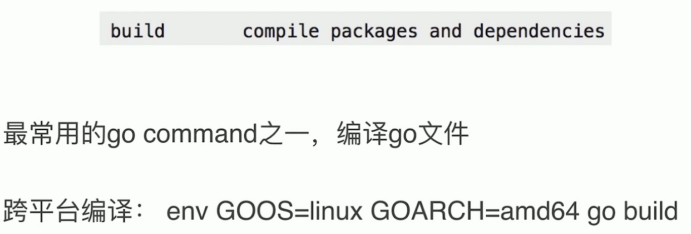 build compile packages and dependencies
最常用的go command之一，编译go文件
跨平台编译： env GOOS=linux GOARCH=amd64 go build